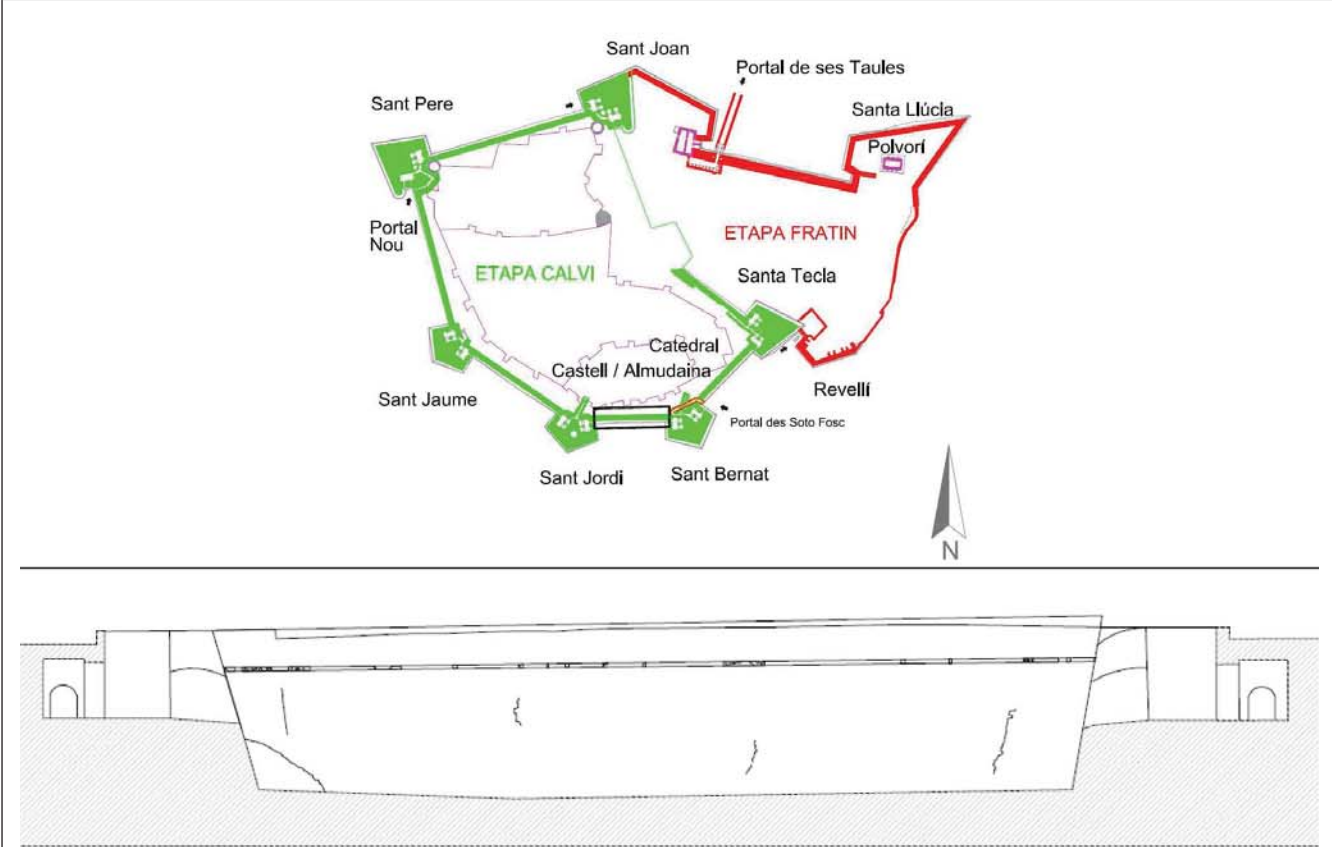 Sant Joan
Portal de ses Taules
Sant Pere
Santa Llúcia
Polvorí
Portal
Nou
ETAPA FRATIN
ETAPA CALVI
Santa Tecla
Catedral
Castell / Almudaina
Sant Jaume
Revellí
Portal des Soto Fosc
Sant Jordi
Sant Bernat
N